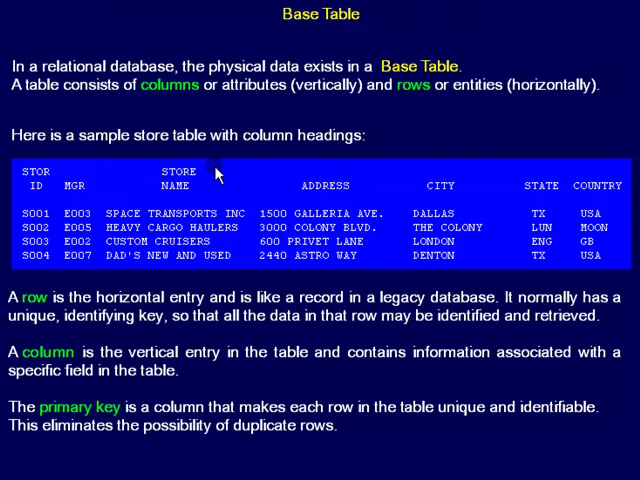 Base Table
In a relational database, the physical data exists in a Base Table.
A table consists of columns or attributes (vertically) and rows or entities (horizontally).
Here is a sample store table with column headings:
STOR STORE
ID MGR NAME ADDRESS CITY STATE COUNTRY
S001 E003 SPACE TRANSPORTS INC 1500 GALLERIA AVE. DALLAS TX USA
S002 E005 HEAVY CARGO HAULERS 3000 COLONY BLVD. THE COLONY LUN MOON
S003 E002 CUSTOM CRUISERS 600 PRIVET LANE LONDON ENG GB
S004 E007 DAD'S NEW AND USED 2440 ASTRO WAY DENTON TX USA
A row is the horizontal entry and is like a record in a legacy database. It normally has a
unique, identifying key, so that all the data in that row may be identified and retrieved.
A column is the vertical entry in the table and contains information associated with a
specific field in the table.
The primary key is a column that makes each row in the table unique and identifiable.
This eliminates the possibility of duplicate rows.